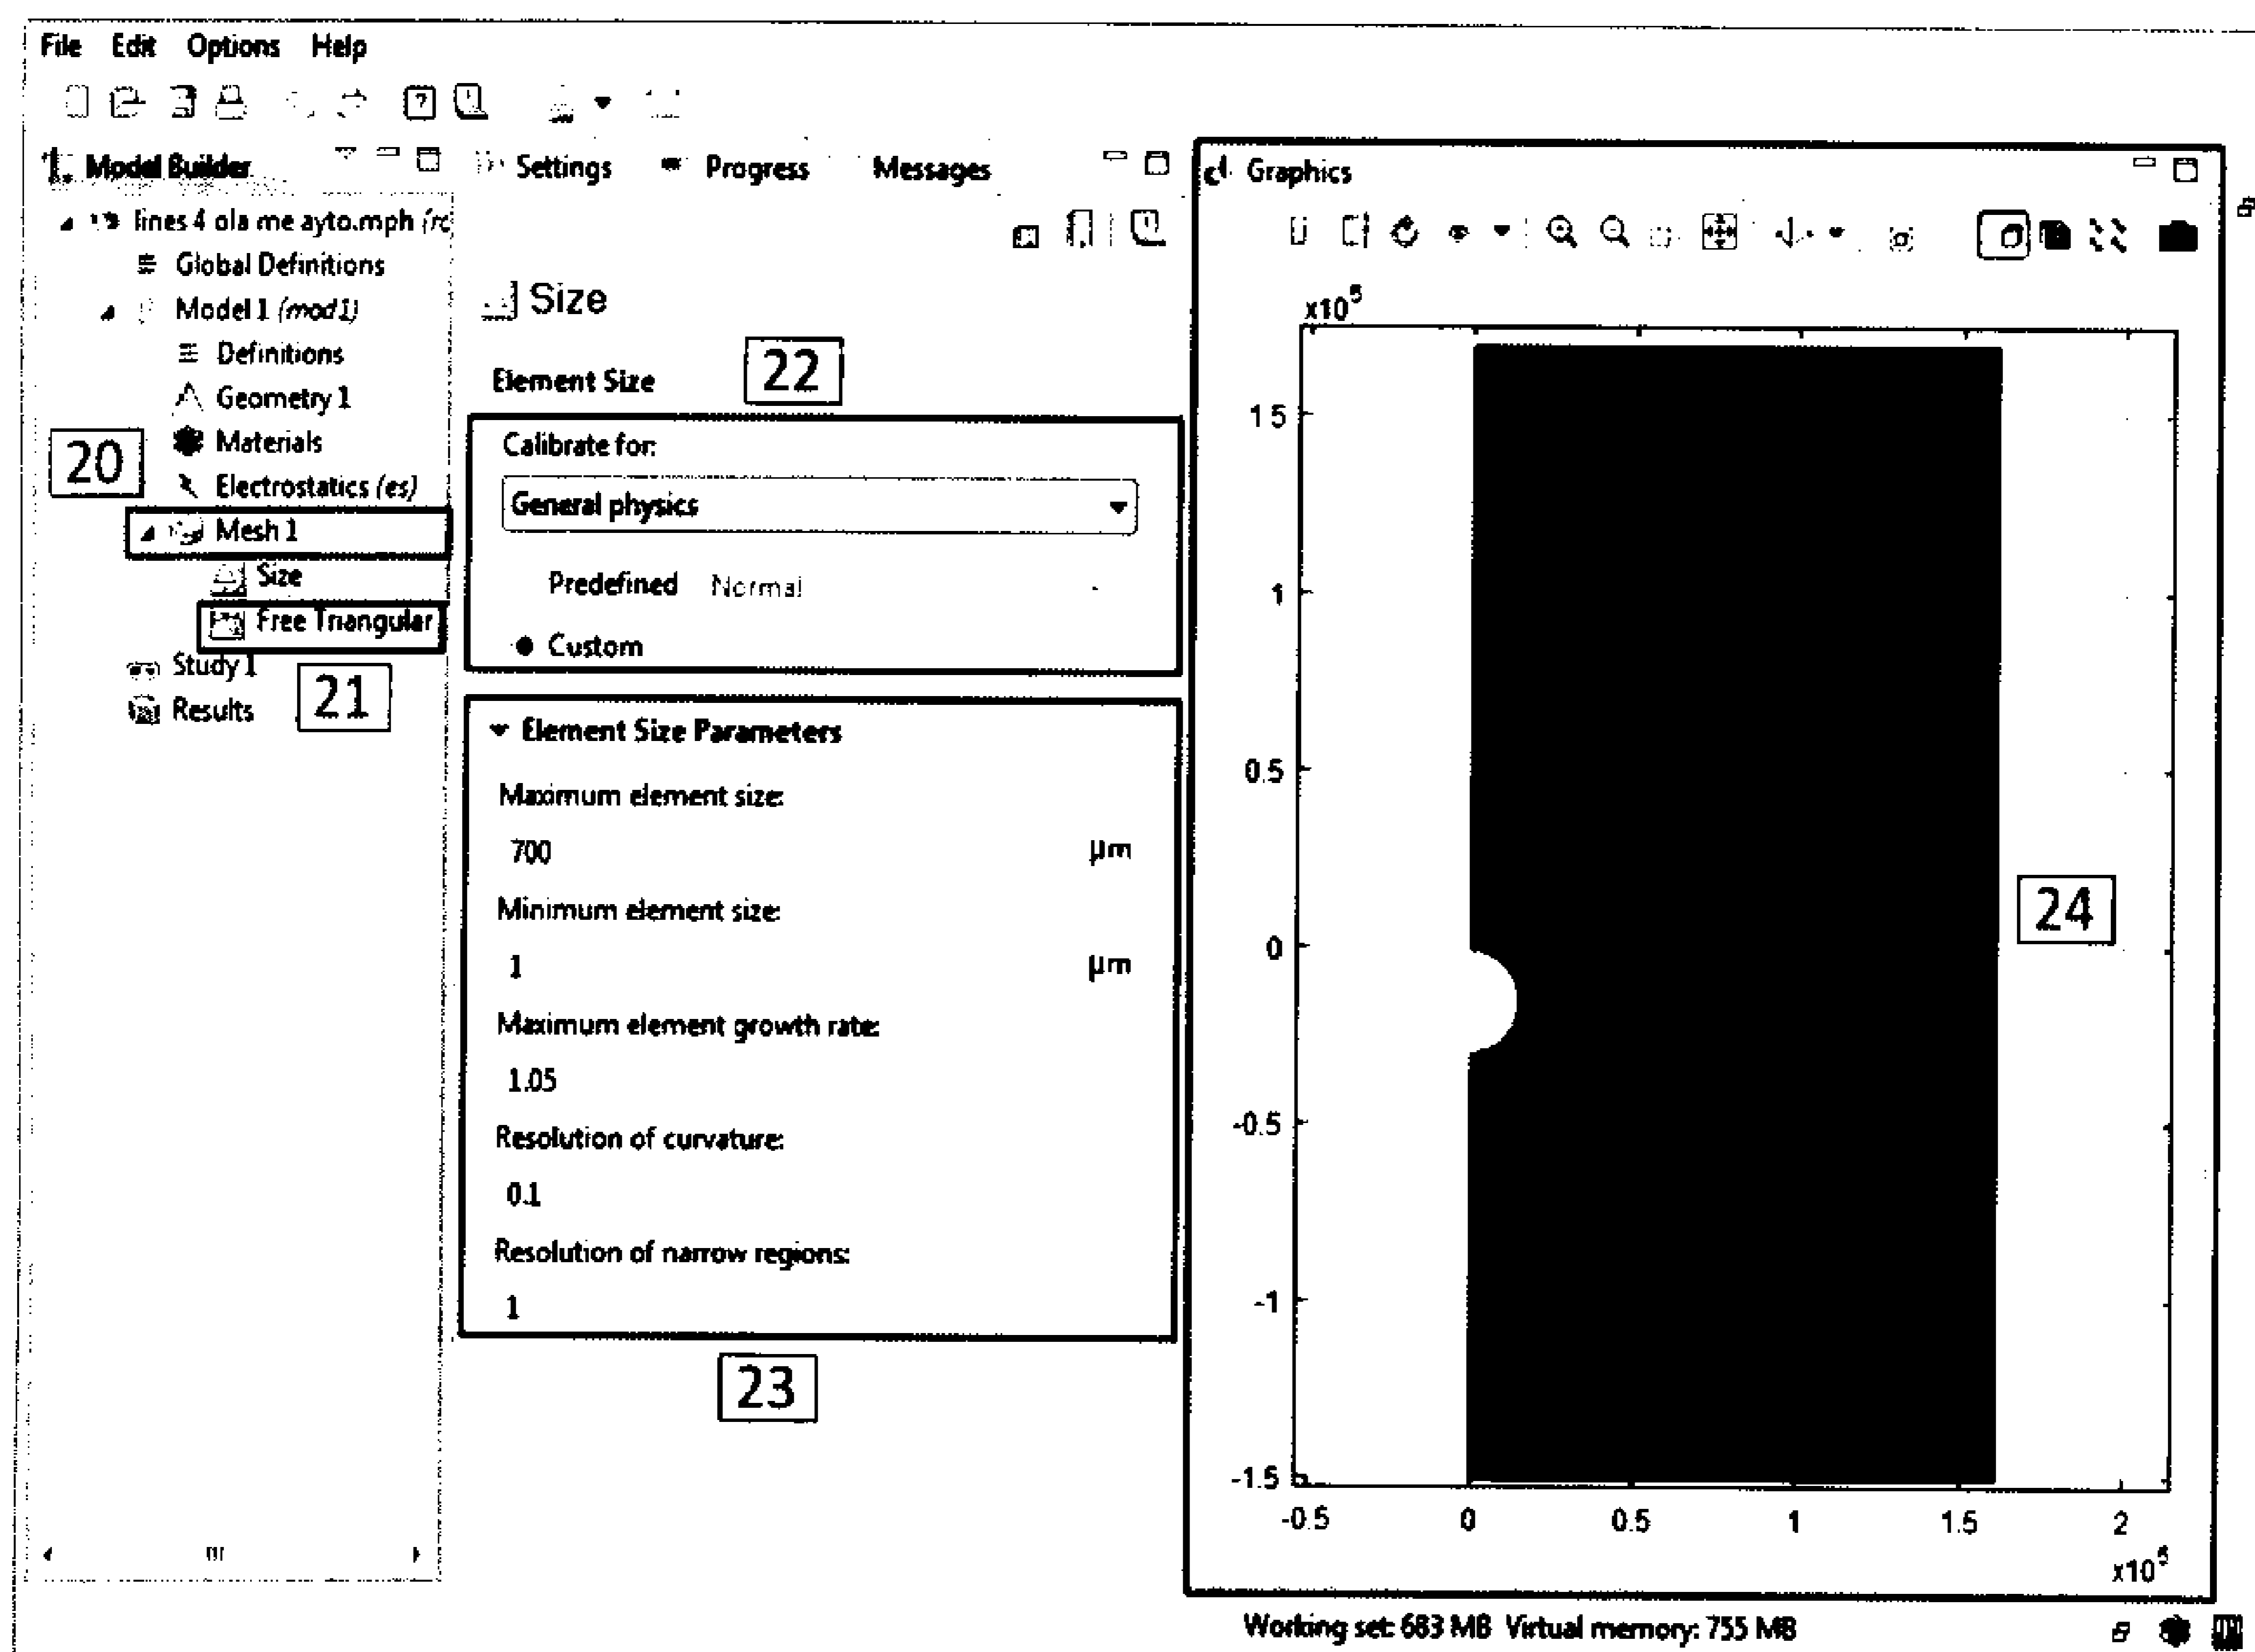 File Edit Options Help
Model Builder
lines 4 ola me ayto.mph (rc
Global Definitions
Model 1 (mod1)
Definitions
Geometry 1
20
Materials
Electrostatics (es)
Mesh 1
Size
Free Triangular
Study 1
21
Results
Settings Progress Messages
Size
Element Size
22
Calibrate for:
General physics
Predefined Normal
Custom
Element Size Parameters
Maximum element size:
700 µm
Minimum element size:
1 µm
Maximum element growth rate:
1.05
Resolution of curvature:
0.1
Resolution of narrow regions:
1
23
Graphics
x10⁵
1.5
1
0.5
0
-0.5
-1
-1.5
24
-0.5 0 0.5 1 1.5 2
x10⁵
Working set: 683 MB Virtual memory: 755 MB